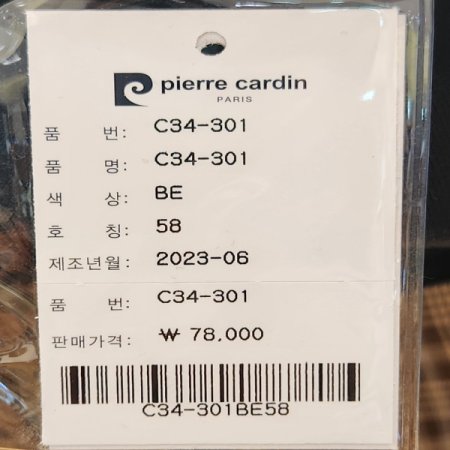 pierre cardin
PARIS
품 번: C34-301
품 명: C34-301
색 상: BE
호 칭: 58
제조년월: 2023-06
품 번: C34-301
판매가격: ₩ 78,000
C34-301BE58